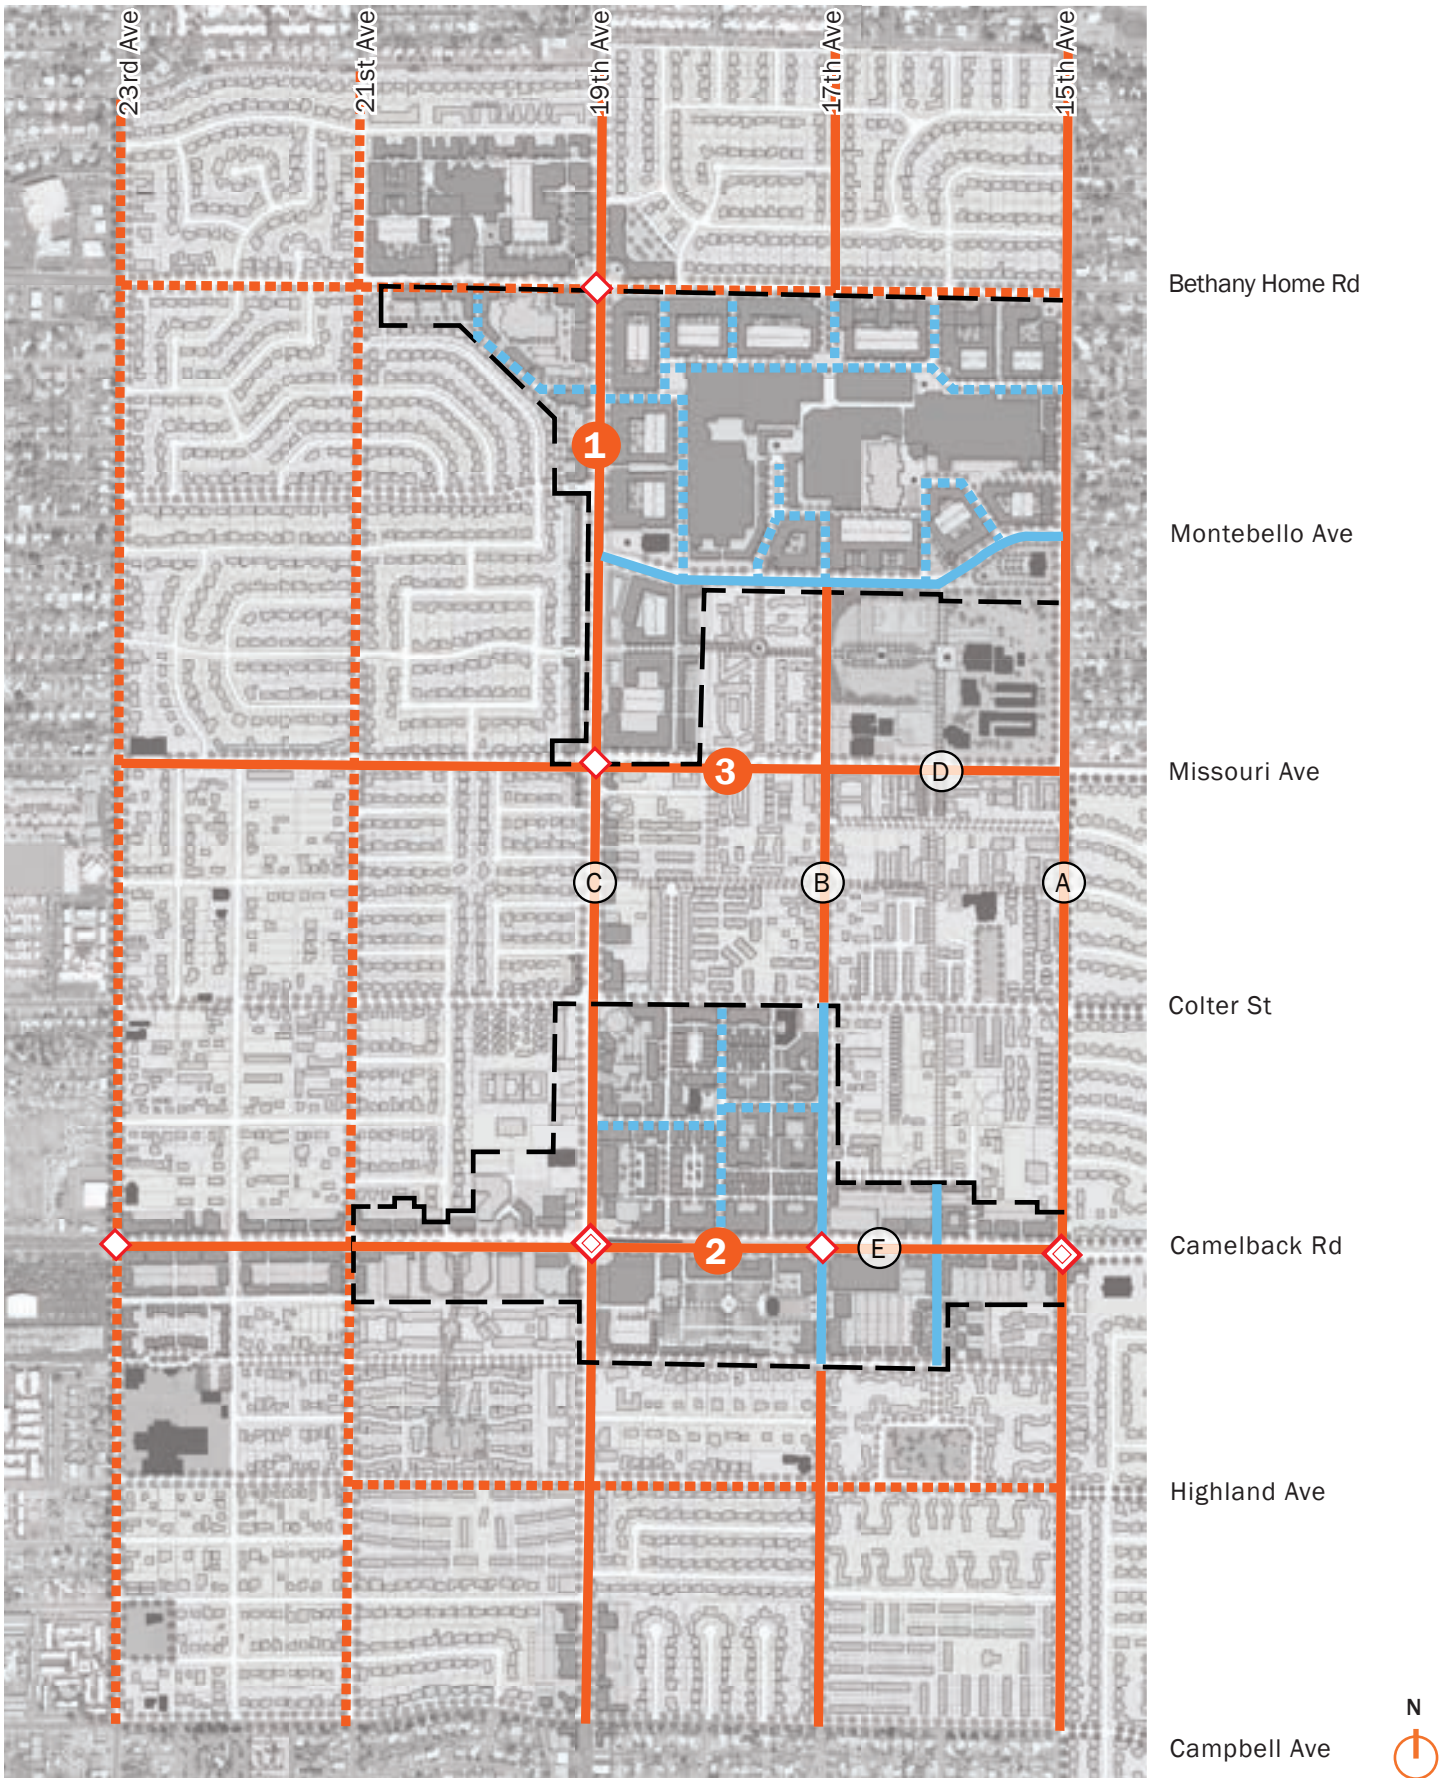 23rd Ave
21st Ave
19th Ave
17th Ave
15th Ave
Bethany Home Rd
1
Montebello Ave
3
D
Missouri Ave
C
B
A
Colter St
2
E
Camelback Rd
Highland Ave
N
Campbell Ave